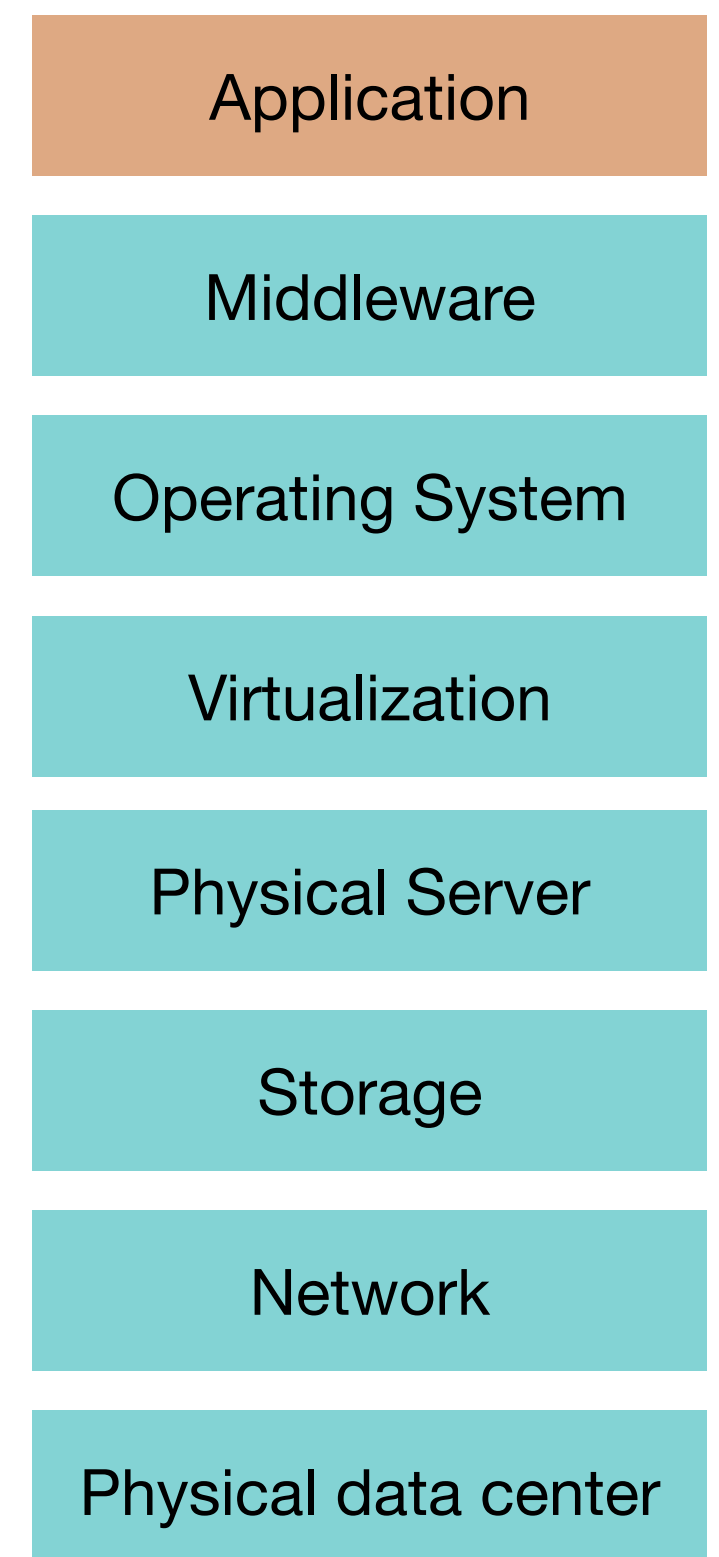 Application
Middleware
Operating System
Virtualization
Physical Server
Storage
Network
Physical data center